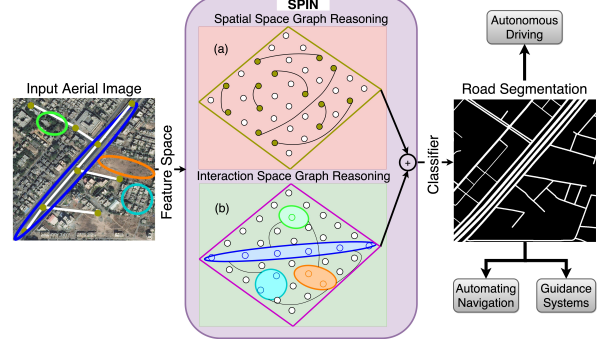 SPIN
Spatial Space Graph Reasoning
(a)
Input Aerial Image
Feature Space
Interaction Space Graph Reasoning
(b)
+
Classifier
Autonomous
Driving
Road Segmentation
Automating
Navigation
Guidance
Systems